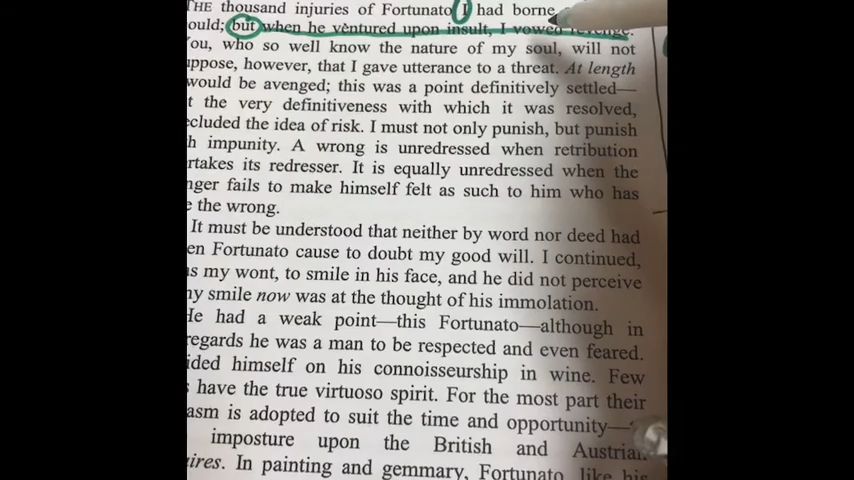 THE thousand injuries of Fortunato I had borne
ould; but when he ventured upon insult, I vowed revenge.
You, who so well know the nature of my soul, will not
uppose, however, that I gave utterance to a threat. At length
would be avenged; this was a point definitively settled—
t the very definitiveness with which it was resolved,
ecluded the idea of risk. I must not only punish, but punish
h impunity. A wrong is unredressed when retribution
rtakes its redresser. It is equally unredressed when the
nger fails to make himself felt as such to him who has
e the wrong.
It must be understood that neither by word nor deed had
en Fortunato cause to doubt my good will. I continued,
as my wont, to smile in his face, and he did not perceive
my smile now was at the thought of his immolation.
He had a weak point—this Fortunato—although in
regards he was a man to be respected and even feared.
ided himself on his connoisseurship in wine. Few
s have the true virtuoso spirit. For the most part their
asm is adopted to suit the time and opportunity—
imposture upon the British and Austrian
aires. In painting and gemmary, Fortunato, like his